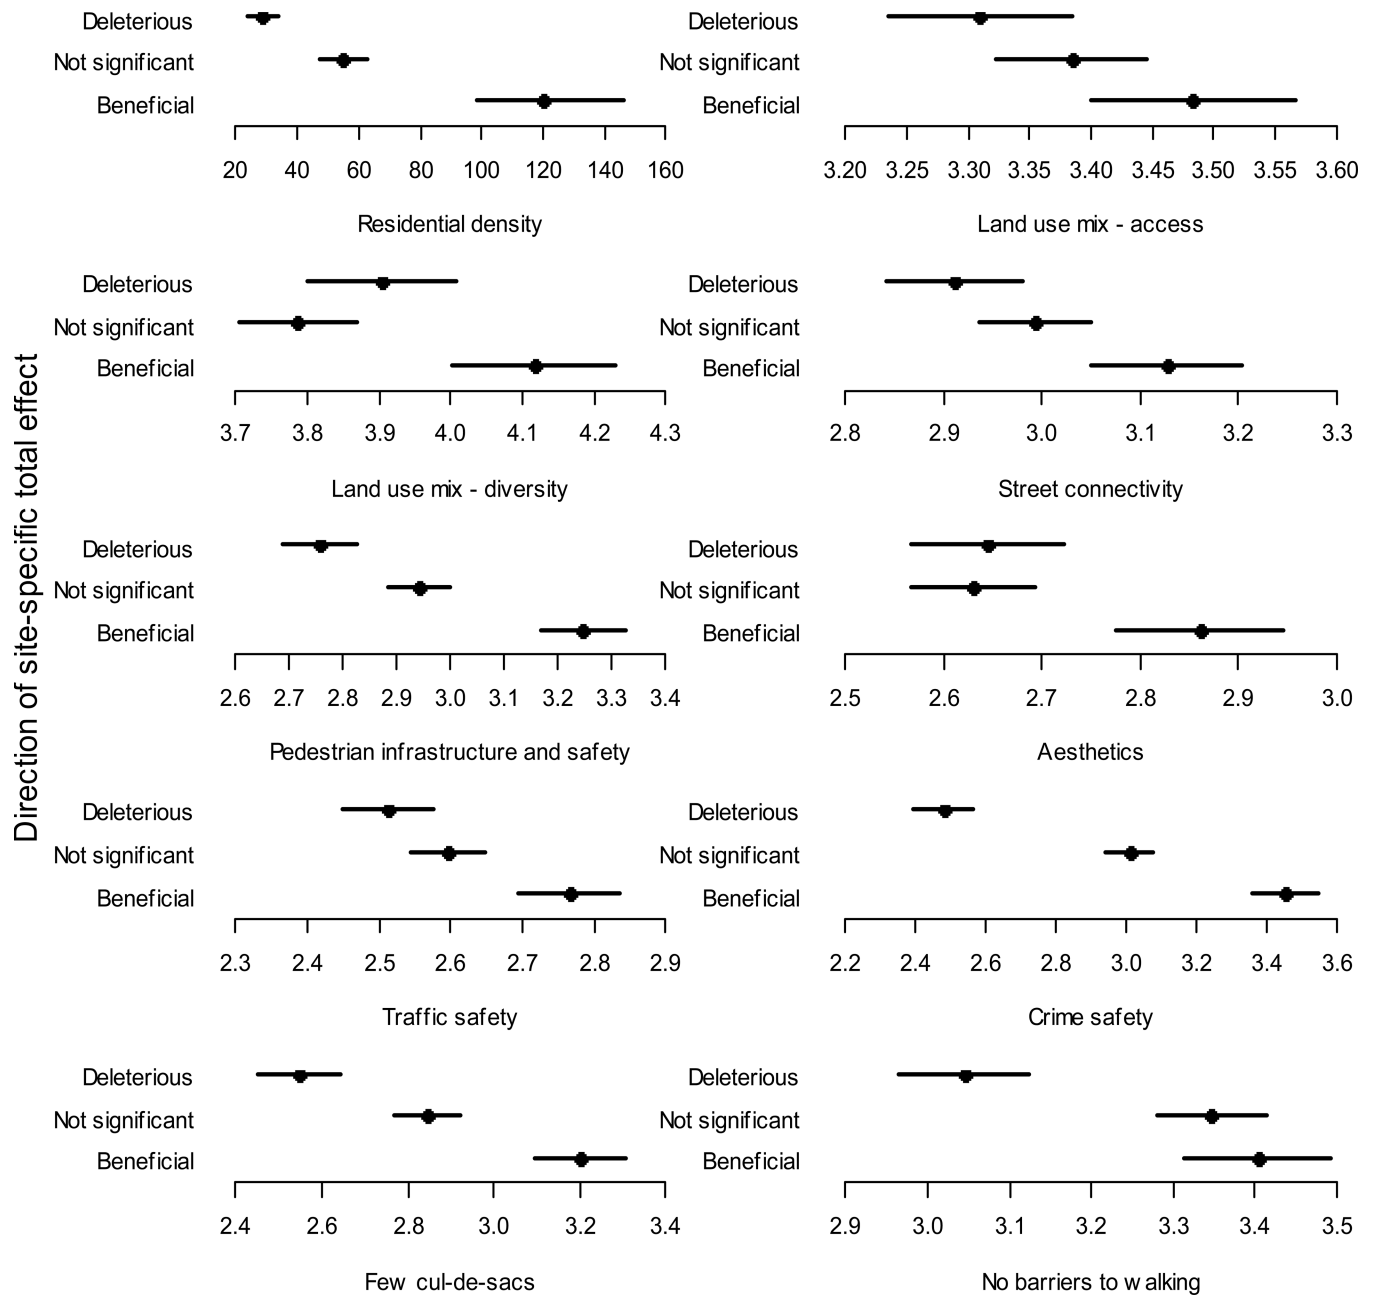 Direction of site-specific total effect
Deleterious
Not significant
Beneficial
20 40 60 80 100 120 140 160
Residential density
Deleterious
Not significant
Beneficial
3.20 3.25 3.30 3.35 3.40 3.45 3.50 3.55 3.60
Land use mix - access
Deleterious
Not significant
Beneficial
3.7 3.8 3.9 4.0 4.1 4.2 4.3
Land use mix - diversity
Deleterious
Not significant
Beneficial
2.8 2.9 3.0 3.1 3.2 3.3
Street connectivity
Deleterious
Not significant
Beneficial
2.6 2.7 2.8 2.9 3.0 3.1 3.2 3.3 3.4
Pedestrian infrastructure and safety
Deleterious
Not significant
Beneficial
2.5 2.6 2.7 2.8 2.9 3.0
Aesthetics
Deleterious
Not significant
Beneficial
2.3 2.4 2.5 2.6 2.7 2.8 2.9
Traffic safety
Deleterious
Not significant
Beneficial
2.2 2.4 2.6 2.8 3.0 3.2 3.4 3.6
Crime safety
Deleterious
Not significant
Beneficial
2.4 2.6 2.8 3.0 3.2 3.4
Few cul-de-sacs
Deleterious
Not significant
Beneficial
2.9 3.0 3.1 3.2 3.3 3.4 3.5
No barriers to walking